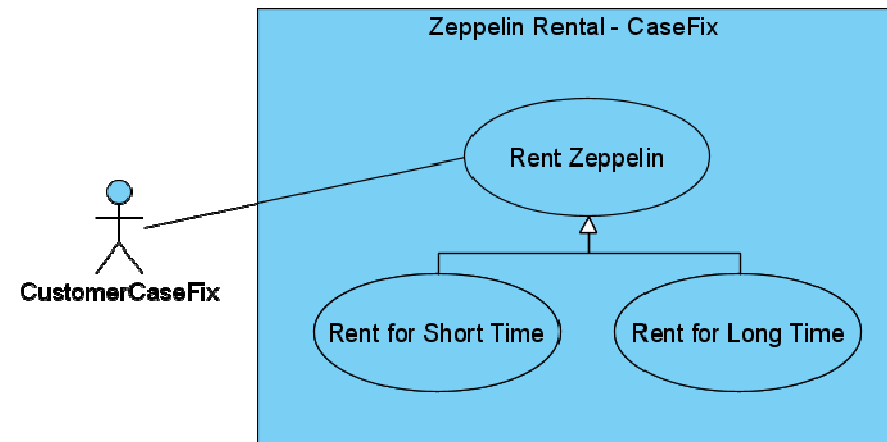 Zeppelin Rental - CaseFix
Rent Zeppelin
CustomerCaseFix
Rent for Short Time
Rent for Long Time